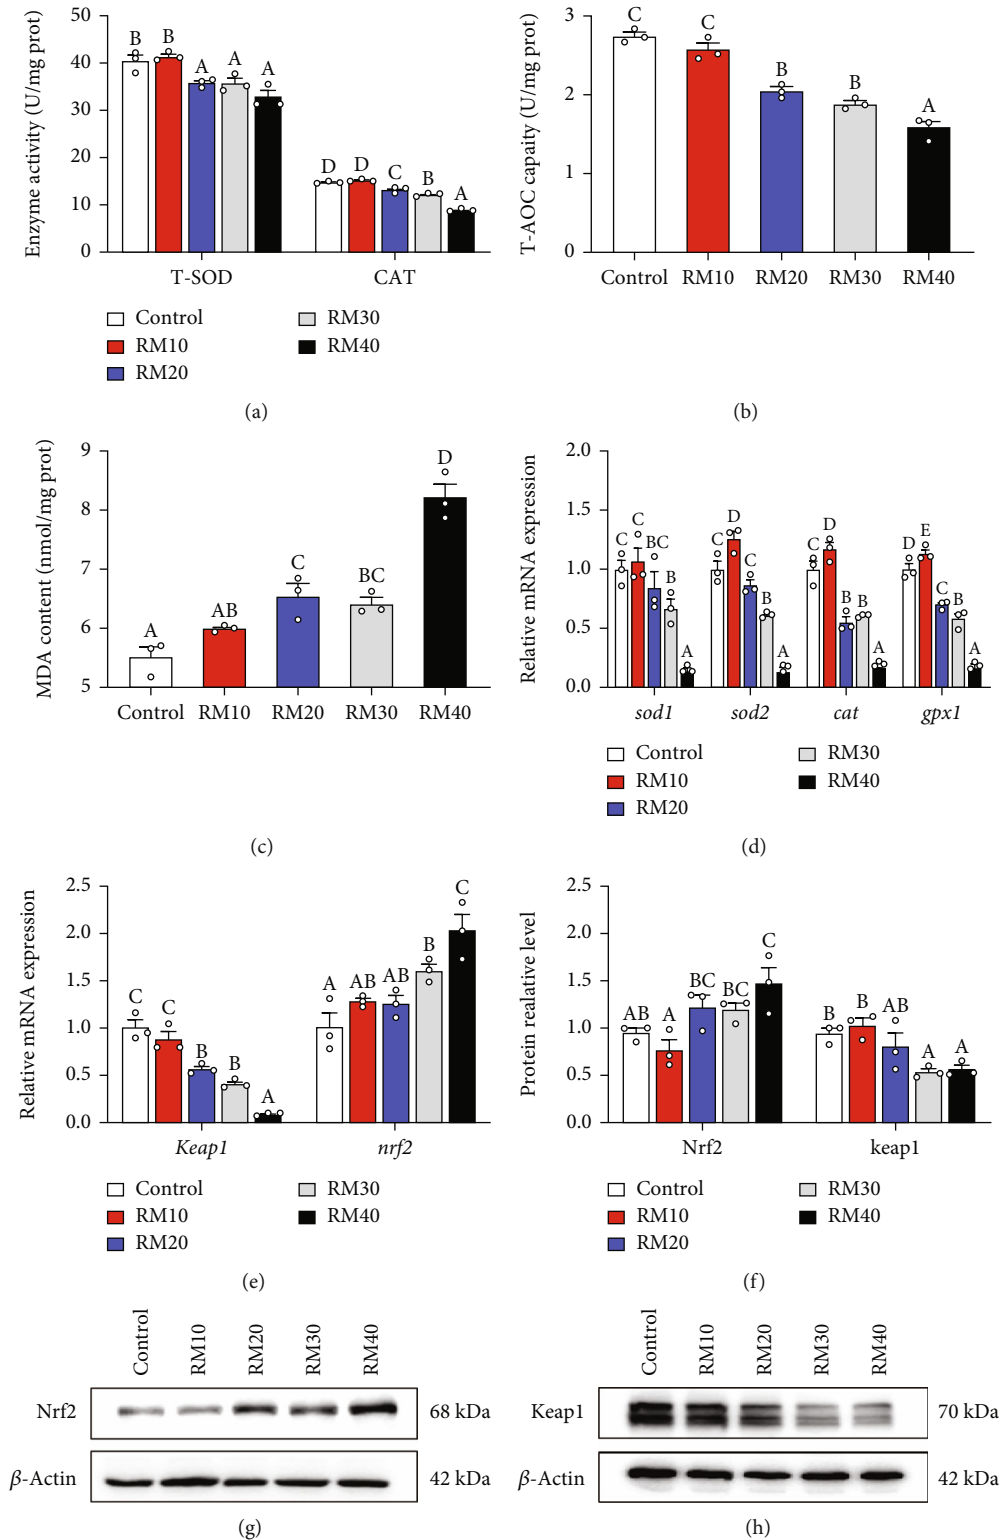 Enzyme activity (U/mg prot)
50
40
30
20
10
0
B B A A A
D D C B A
T-SOD CAT
Control RM30
RM10 RM40
RM20
(a)
T-AOC capaity (U/mg prot)
3
2
1
0
C C B B A
Control RM10 RM20 RM30 RM40
(b)
MDA content (nmol/mg prot)
9
8
7
6
5
A AB C BC D
Control RM10 RM20 RM30 RM40
(c)
Relative mRNA expression
2.0
1.5
1.0
0.5
0.0
C C BC B A
C D C B A
C D B B A
D E C B A
sod1 sod2 cat gpx1
Control RM30
RM10 RM40
RM20
(d)
Relative mRNA expression
2.5
2.0
1.5
1.0
0.5
0.0
C C B B A
A AB AB B C
Keap1 nrf2
Control RM30
RM10 RM40
RM20
(e)
Protein realative level
2.5
2.0
1.5
1.0
0.5
0.0
AB A BC BC C
B B AB A A
Nrf2 keap1
Control RM30
RM10 RM40
RM20
(f)
Control RM10 RM20 RM30 RM40
Nrf2 68 kDa
β-Actin 42 kDa
(g)
Control RM10 RM20 RM30 RM40
Keap1 70 kDa
β-Actin 42 kDa
(h)